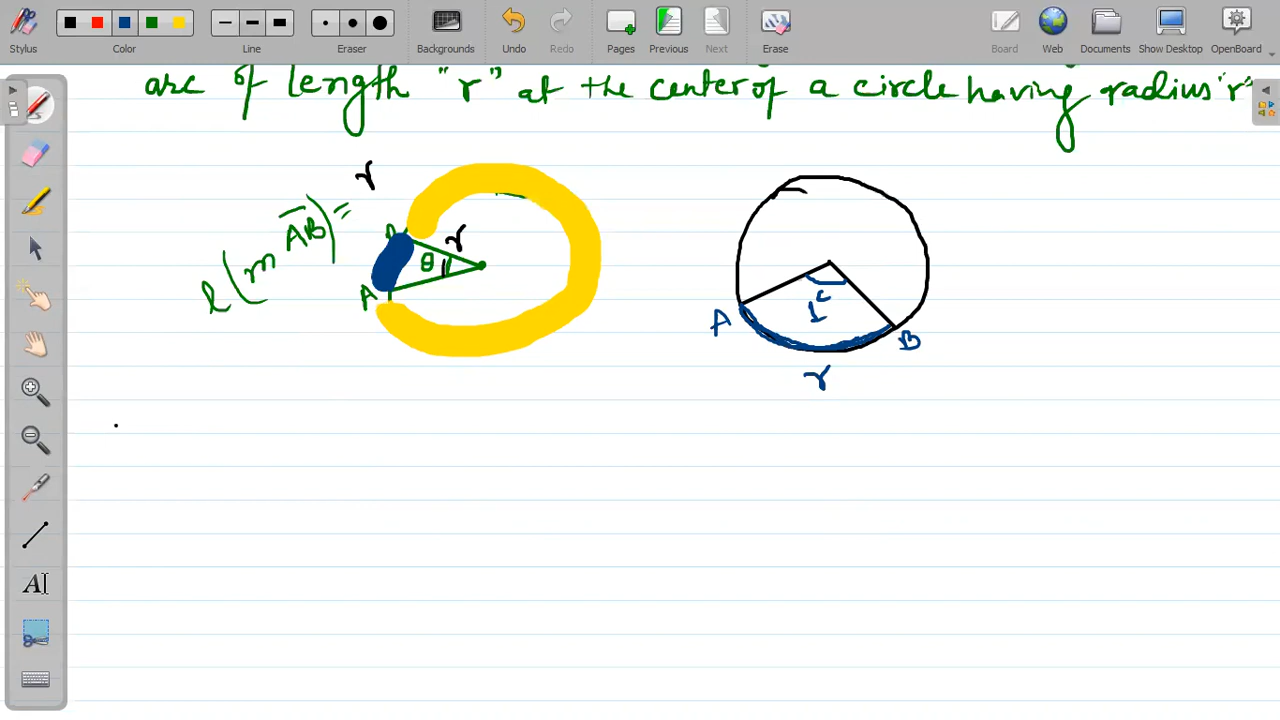 Stylus Color Line Eraser Backgrounds Undo Redo Pages Previous Next Erase Board Web Documents Show Desktop OpenBoard
arc of length "r" at the center of a circle having radius "r"
r
l(m AB) =
r
θ
A
1ᶜ
A
B
r